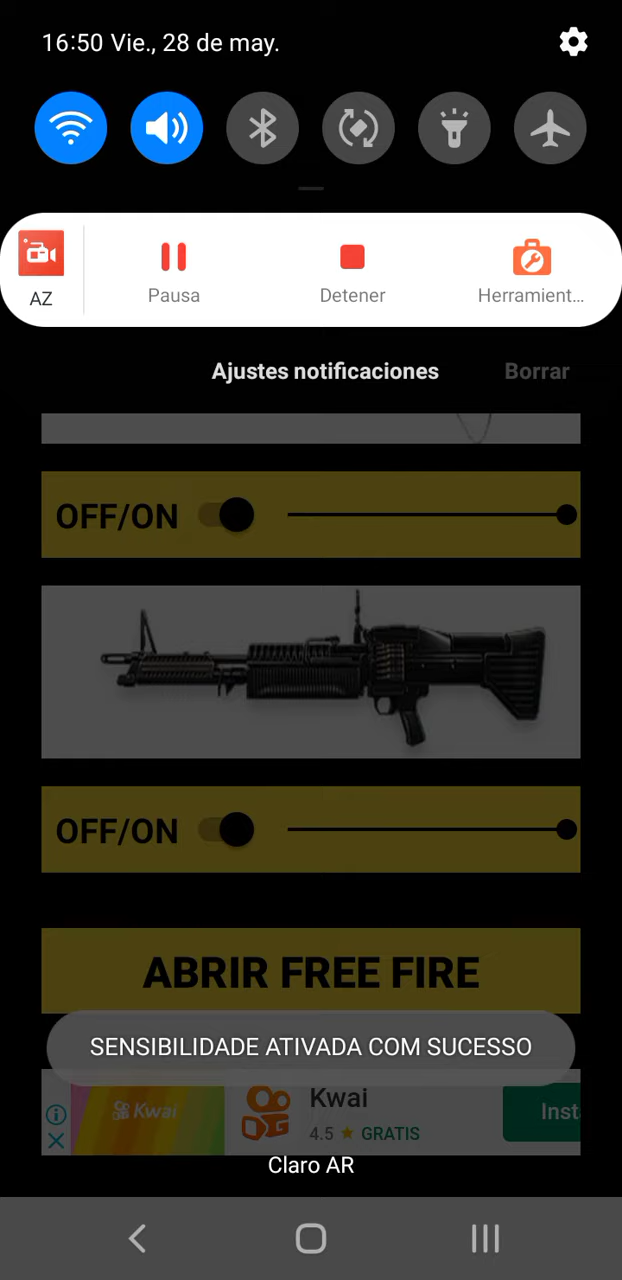 16:50 Vie., 28 de may.
AZ
Pausa
Detener
Herramient...
Ajustes notificaciones
Borrar
OFF/ON
OFF/ON
ABRIR FREE FIRE
SENSIBILIDADE ATIVADA COM SUCESSO
Kwai
Kwai
4.5 ★ GRATIS
Inst
Claro AR